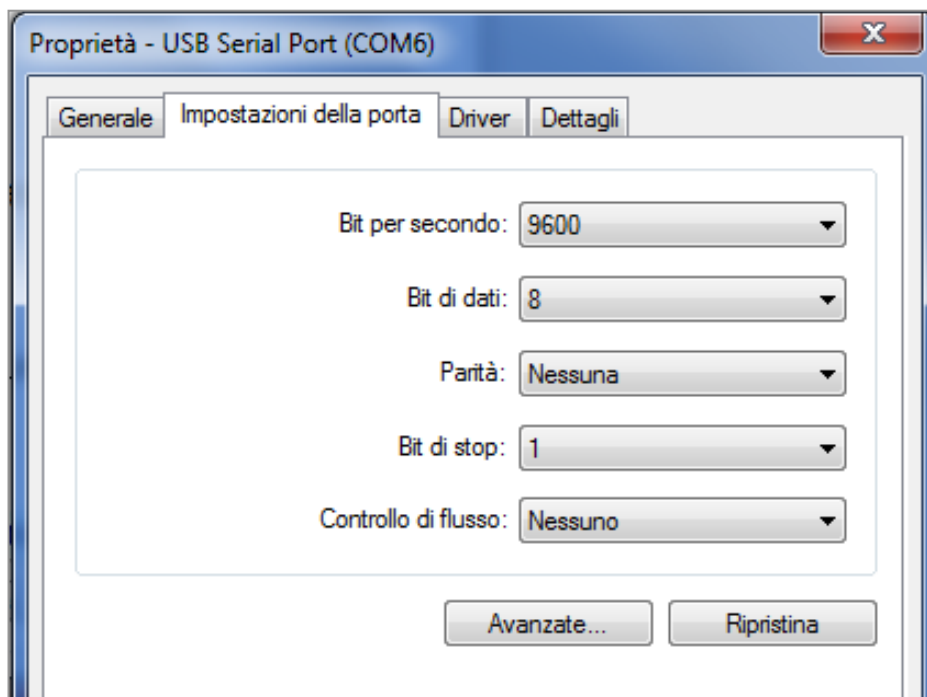 Proprietà - USB Serial Port (COM6)
Generale Impostazioni della porta Driver Dettagli
Bit per secondo: 9600
Bit di dati: 8
Parità: Nessuna
Bit di stop: 1
Controllo di flusso: Nessuno
Avanzate... Ripristina